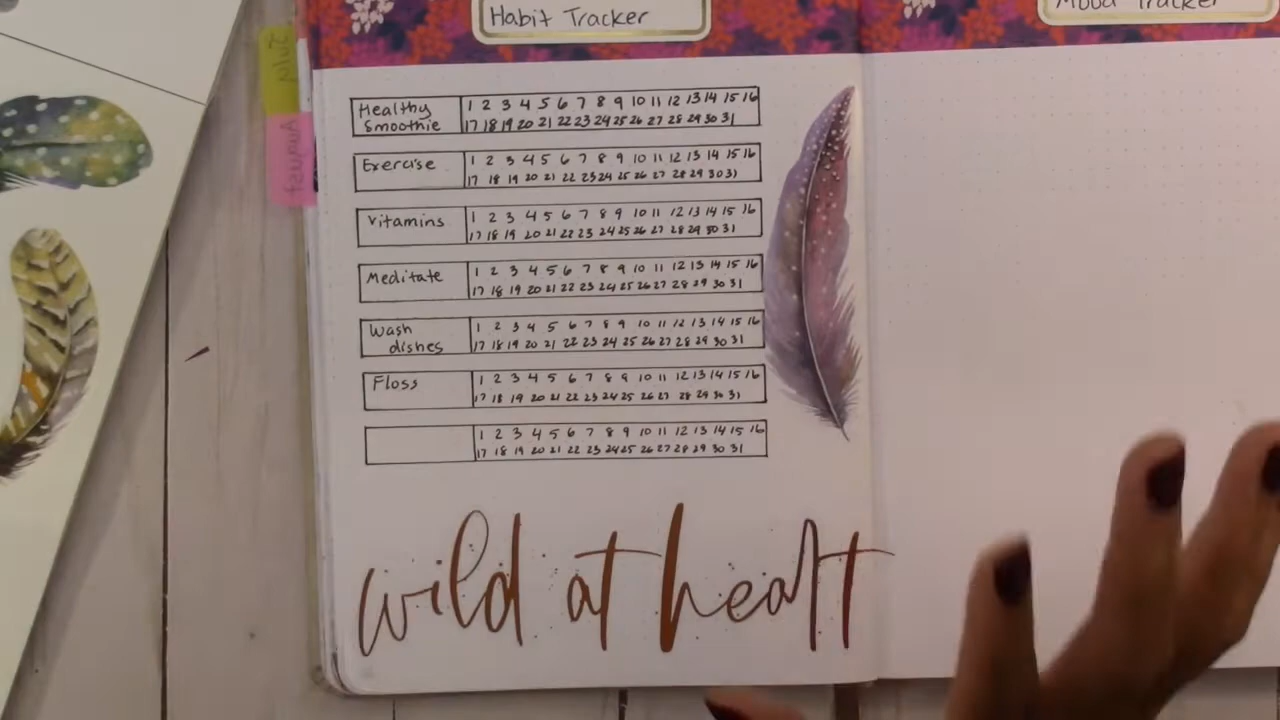 Habit Tracker
Mood Tracker
Healthy
Smoothie
1 2 3 4 5 6 7 8 9 10 11 12 13 14 15 16
17 18 19 20 21 22 23 24 25 26 27 28 29 30 31
Exercise
1 2 3 4 5 6 7 8 9 10 11 12 13 14 15 16
17 18 19 20 21 22 23 24 25 26 27 28 29 30 31
Vitamins
1 2 3 4 5 6 7 8 9 10 11 12 13 14 15 16
17 18 19 20 21 22 23 24 25 26 27 28 29 30 31
Meditate
1 2 3 4 5 6 7 8 9 10 11 12 13 14 15 16
17 18 19 20 21 22 23 24 25 26 27 28 29 30 31
Wash
dishes
1 2 3 4 5 6 7 8 9 10 11 12 13 14 15 16
17 18 19 20 21 22 23 24 25 26 27 28 29 30 31
Floss
1 2 3 4 5 6 7 8 9 10 11 12 13 14 15 16
17 18 19 20 21 22 23 24 25 26 27 28 29 30 31
1 2 3 4 5 6 7 8 9 10 11 12 13 14 15 16
17 18 19 20 21 22 23 24 25 26 27 28 29 30 31
wild at heart